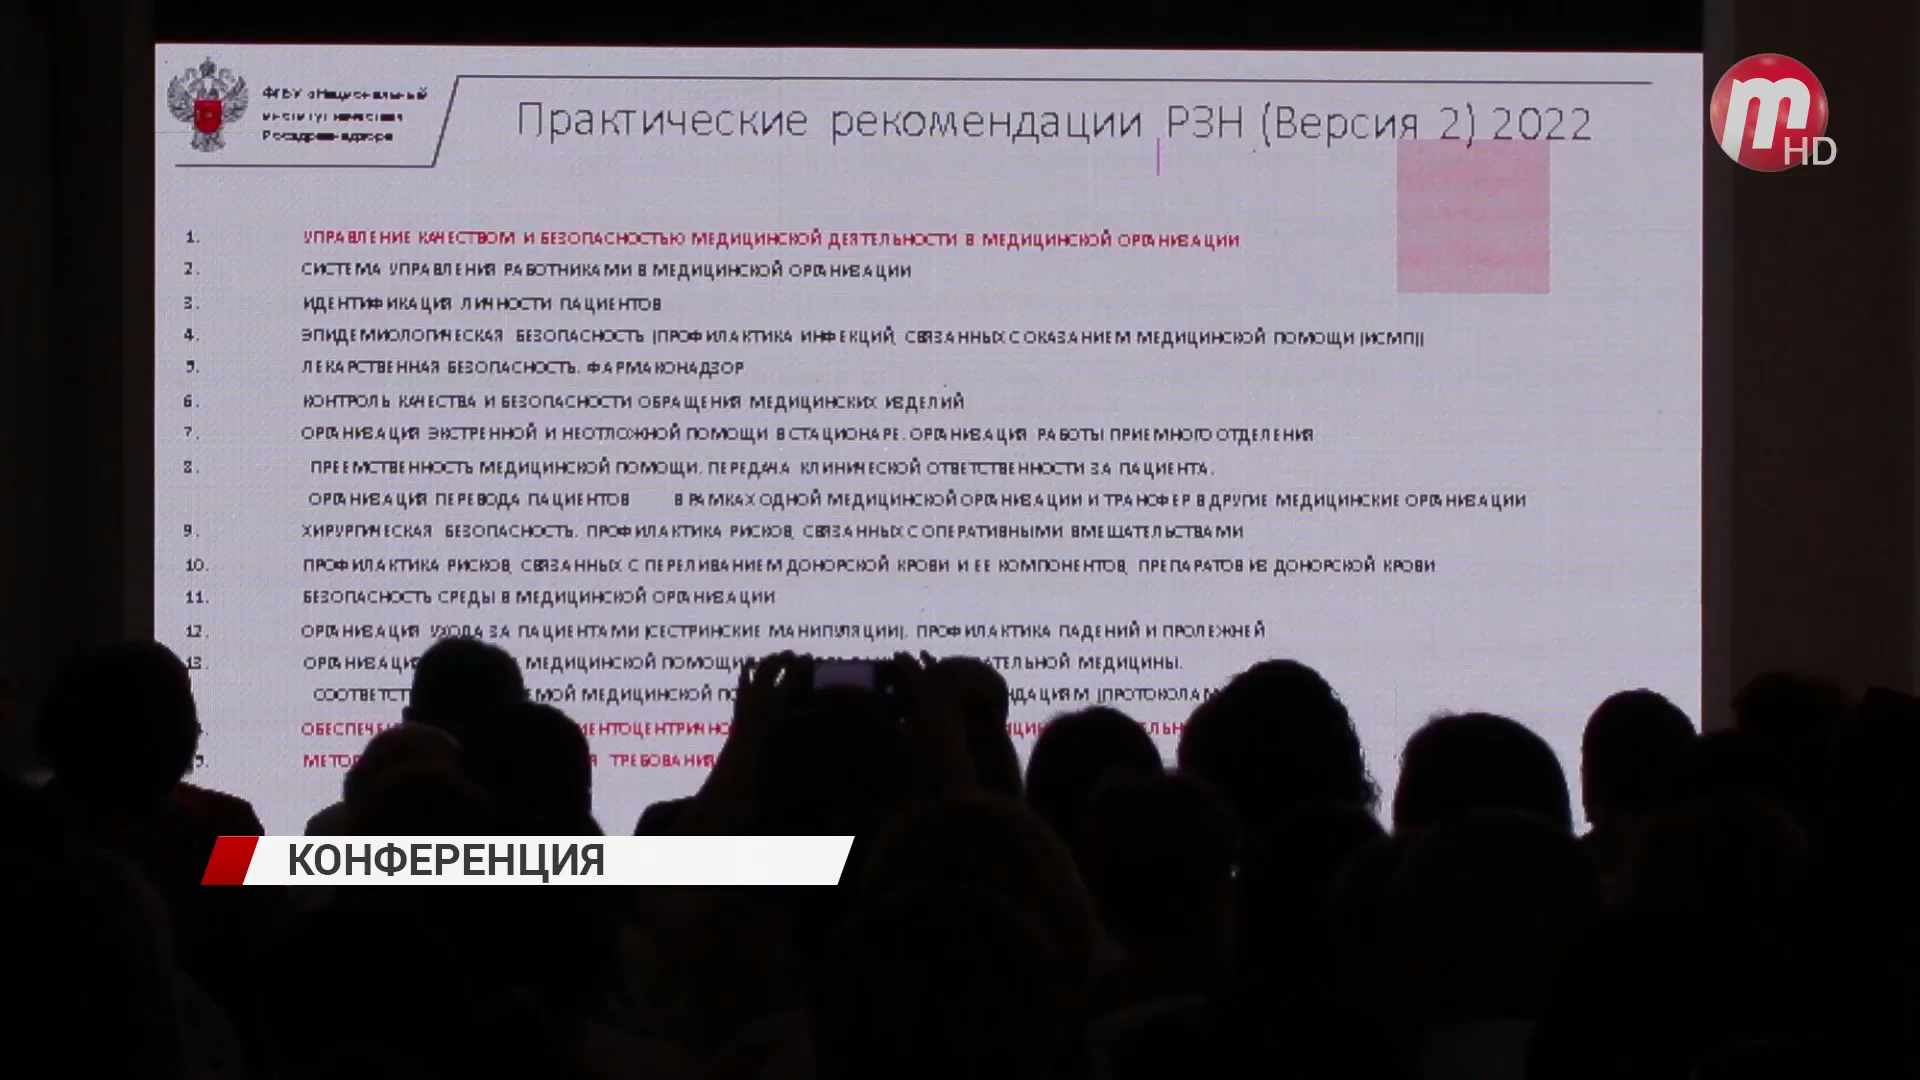 ФГБУ «Национальный
институт качества»
Росздравнадзора
Практические рекомендации РЗН (Версия 2) 2022
m HD
1. УПРАВЛЕНИЕ КАЧЕСТВОМ И БЕЗОПАСНОСТЬЮ МЕДИЦИНСКОЙ ДЕЯТЕЛЬНОСТИ В МЕДИЦИНСКОЙ ОРГАНИЗАЦИИ
2. СИСТЕМА УПРАВЛЕНИЯ РАБОТНИКАМИ В МЕДИЦИНСКОЙ ОРГАНИЗАЦИИ
3. ИДЕНТИФИКАЦИЯ ЛИЧНОСТИ ПАЦИЕНТОВ
4. ЭПИДЕМИОЛОГИЧЕСКАЯ БЕЗОПАСНОСТЬ (ПРОФИЛАКТИКА ИНФЕКЦИЙ, СВЯЗАННЫХ С ОКАЗАНИЕМ МЕДИЦИНСКОЙ ПОМОЩИ (ИСМП))
5. ЛЕКАРСТВЕННАЯ БЕЗОПАСНОСТЬ. ФАРМАКОНАДЗОР
6. КОНТРОЛЬ КАЧЕСТВА И БЕЗОПАСНОСТИ ОБРАЩЕНИЯ МЕДИЦИНСКИХ ИЗДЕЛИЙ
7. ОРГАНИЗАЦИЯ ЭКСТРЕННОЙ И НЕОТЛОЖНОЙ ПОМОЩИ В СТАЦИОНАРЕ. ОРГАНИЗАЦИЯ РАБОТЫ ПРИЕМНОГО ОТДЕЛЕНИЯ
8. ПРЕЕМСТВЕННОСТЬ МЕДИЦИНСКОЙ ПОМОЩИ. ПЕРЕДАЧА КЛИНИЧЕСКОЙ ОТВЕТСТВЕННОСТИ ЗА ПАЦИЕНТА.
ОРГАНИЗАЦИЯ ПЕРЕВОДА ПАЦИЕНТОВ В РАМКАХ ОДНОЙ МЕДИЦИНСКОЙ ОРГАНИЗАЦИИ И ТРАНСФЕР В ДРУГИЕ МЕДИЦИНСКИЕ ОРГАНИЗАЦИИ
9. ХИРУРГИЧЕСКАЯ БЕЗОПАСНОСТЬ. ПРОФИЛАКТИКА РИСКОВ, СВЯЗАННЫХ С ОПЕРАТИВНЫМИ ВМЕШАТЕЛЬСТВАМИ
10. ПРОФИЛАКТИКА РИСКОВ, СВЯЗАННЫХ С ПЕРЕЛИВАНИЕМ ДОНОРСКОЙ КРОВИ И ЕЕ КОМПОНЕНТОВ, ПРЕПАРАТОВ ИЗ ДОНОРСКОЙ КРОВИ
11. БЕЗОПАСНОСТЬ СРЕДЫ В МЕДИЦИНСКОЙ ОРГАНИЗАЦИИ
12. ОРГАНИЗАЦИЯ УХОДА ЗА ПАЦИЕНТАМИ (СЕСТРИНСКИЕ МАНИПУЛЯЦИИ). ПРОФИЛАКТИКА ПАДЕНИЙ И ПРОЛЕЖНЕЙ
13. МЕДИЦИНСКОЙ ПОМОЩИ МЕДИЦИНЫ.
МЕДИЦИНСКОЙ (ПРОТОКОЛАМ
ТРЕБОВАНИЯ
КОНФЕРЕНЦИЯ